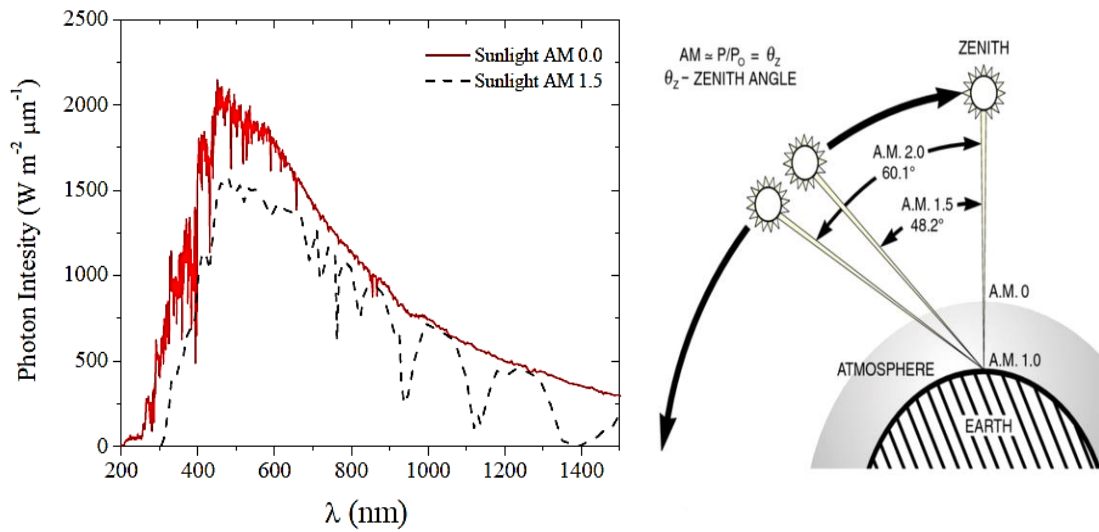 2500
2000
1500
1000
500
0
Photon Intesity (W m⁻² μm⁻¹)
Sunlight AM 0.0
Sunlight AM 1.5
200 400 600 800 1000 1200 1400
λ (nm)
AM ≃ P/P₀ = θz
θz – ZENITH ANGLE
ZENITH
A.M. 2.0
60.1°
A.M. 1.5
48.2°
A.M. 0
A.M. 1.0
ATMOSPHERE
EARTH